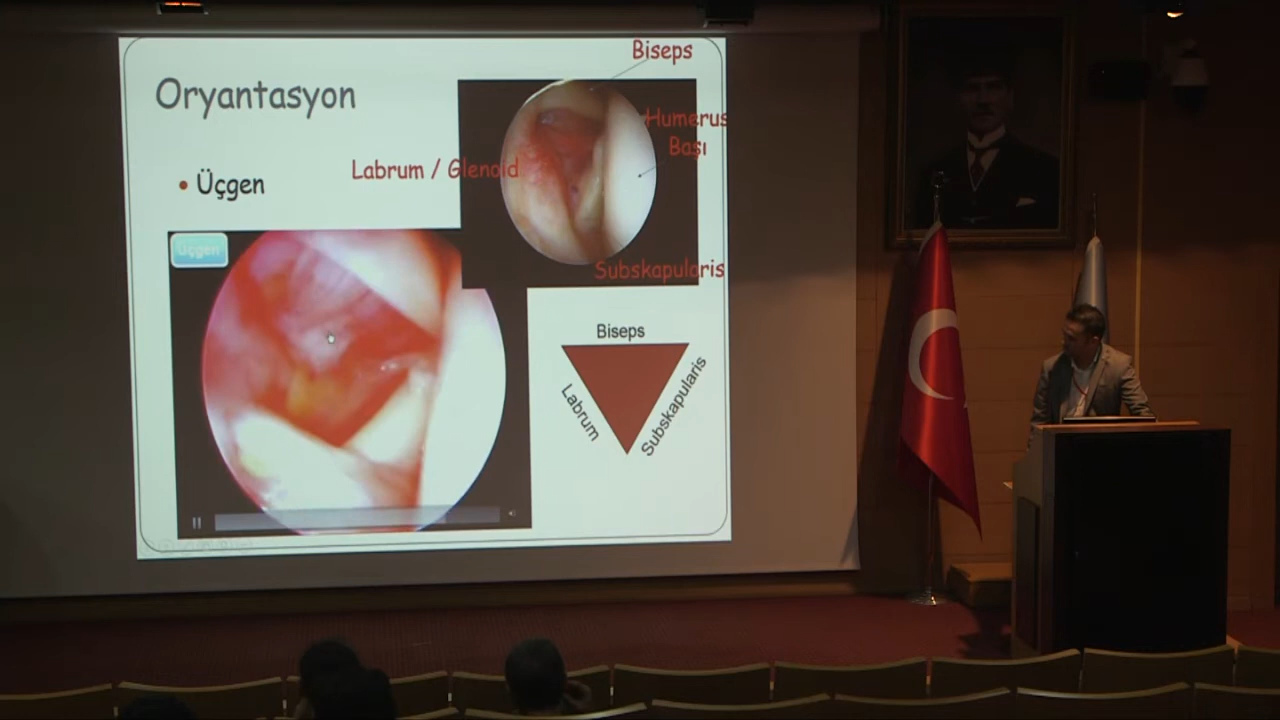 Oryantasyon
• Üçgen
Biseps
Humerus
Başı
Labrum / Glenoid
Subskapularis
Üçgen
Biseps
Labrum
Subskapularis